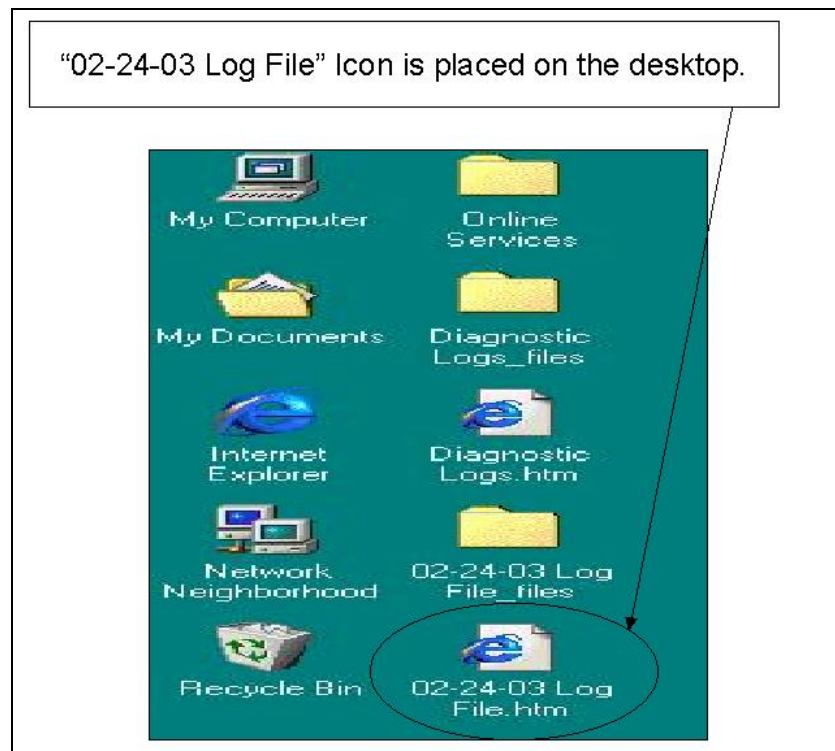 “02-24-03 Log File” Icon is placed on the desktop.
My Computer
Online
Services
My Documents
Diagnostic
Logs_files
Internet
Explorer
Diagnostic
Logs.htm
Network
Neighborhood
02-24-03 Log
File_files
Recycle Bin
02-24-03 Log
File.htm